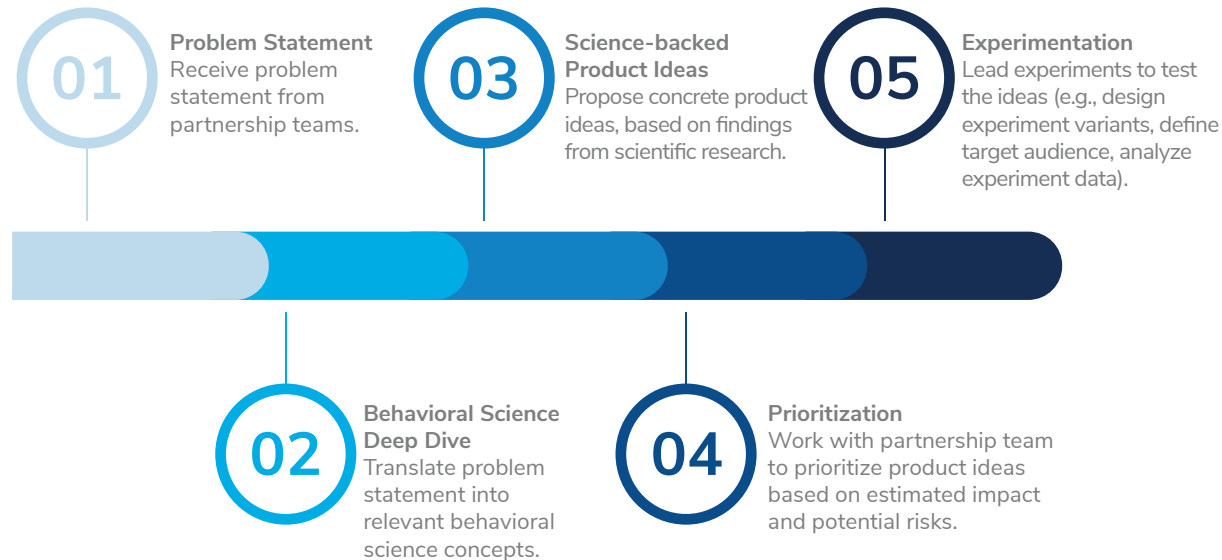 01
Problem Statement
Receive problem
statement from
partnership teams.
02
Behavioral Science
Deep Dive
Translate problem
statement into
relevant behavioral
science concepts.
03
Science-backed
Product Ideas
Propose concrete product
ideas, based on findings
from scientific research.
04
Prioritization
Work with partnership team
to prioritize product ideas
based on estimated impact
and potential risks.
05
Experimentation
Lead experiments to test
the ideas (e.g., design
experiment variants, define
target audience, analyze
experiment data).